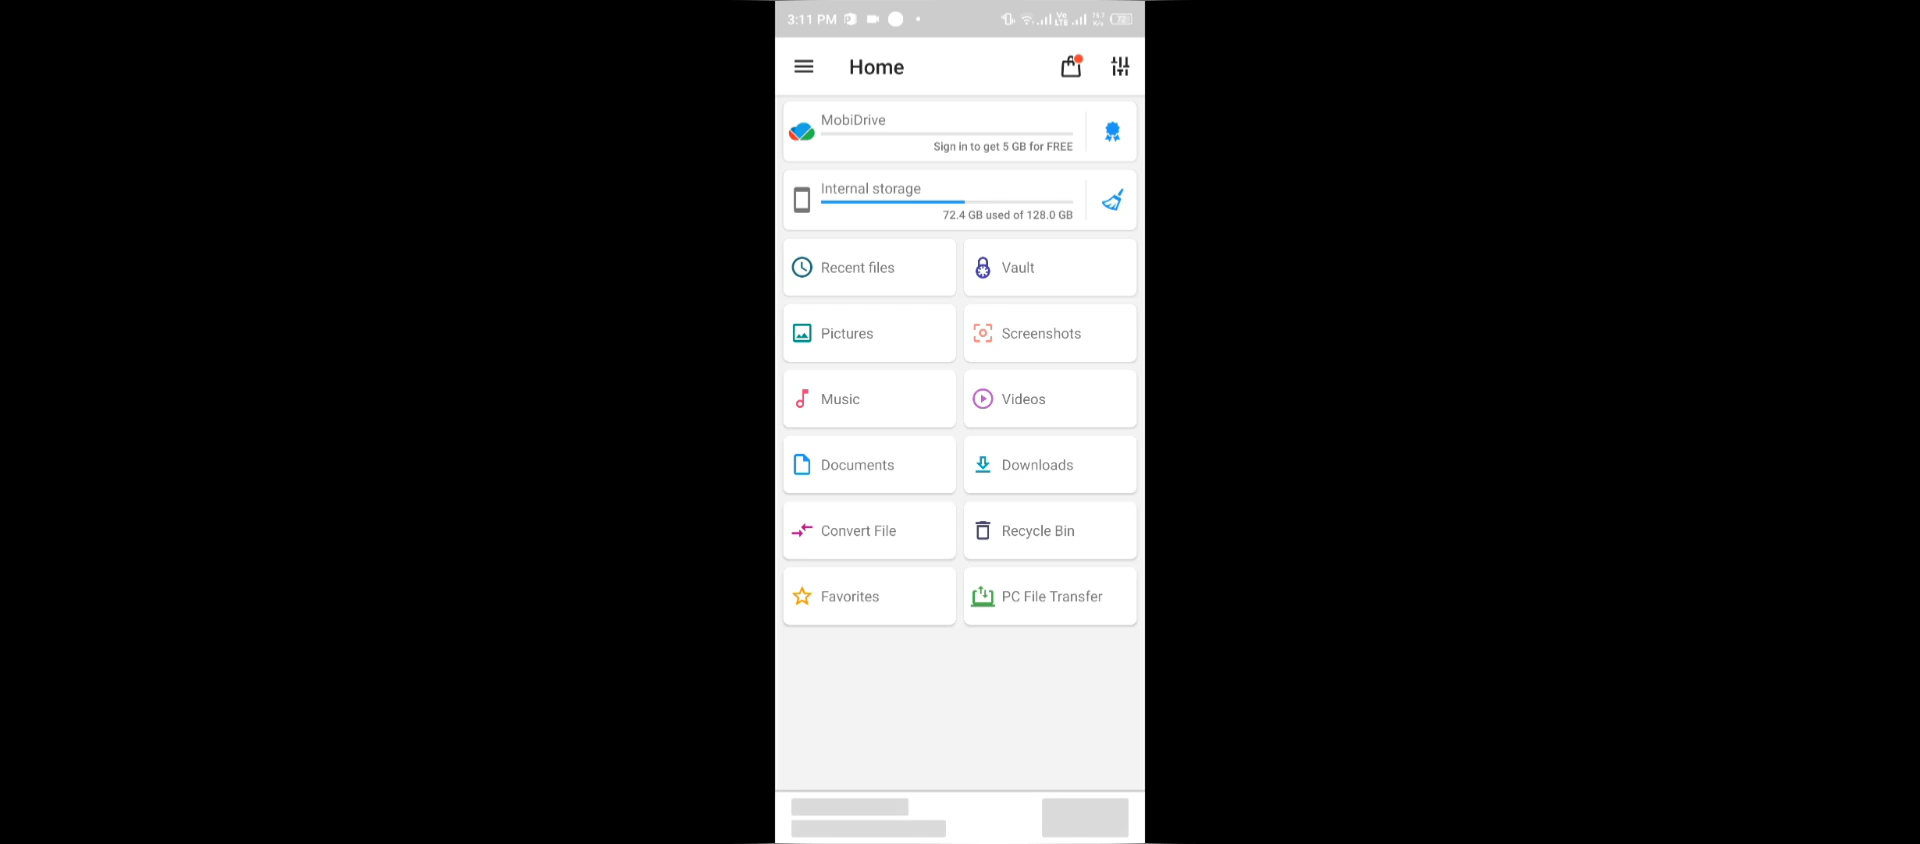 3:11 PM
Home
MobiDrive
Sign in to get 5 GB for FREE
Internal storage
72.4 GB used of 128.0 GB
Recent files
Vault
Pictures
Screenshots
Music
Videos
Documents
Downloads
Convert File
Recycle Bin
Favorites
PC File Transfer